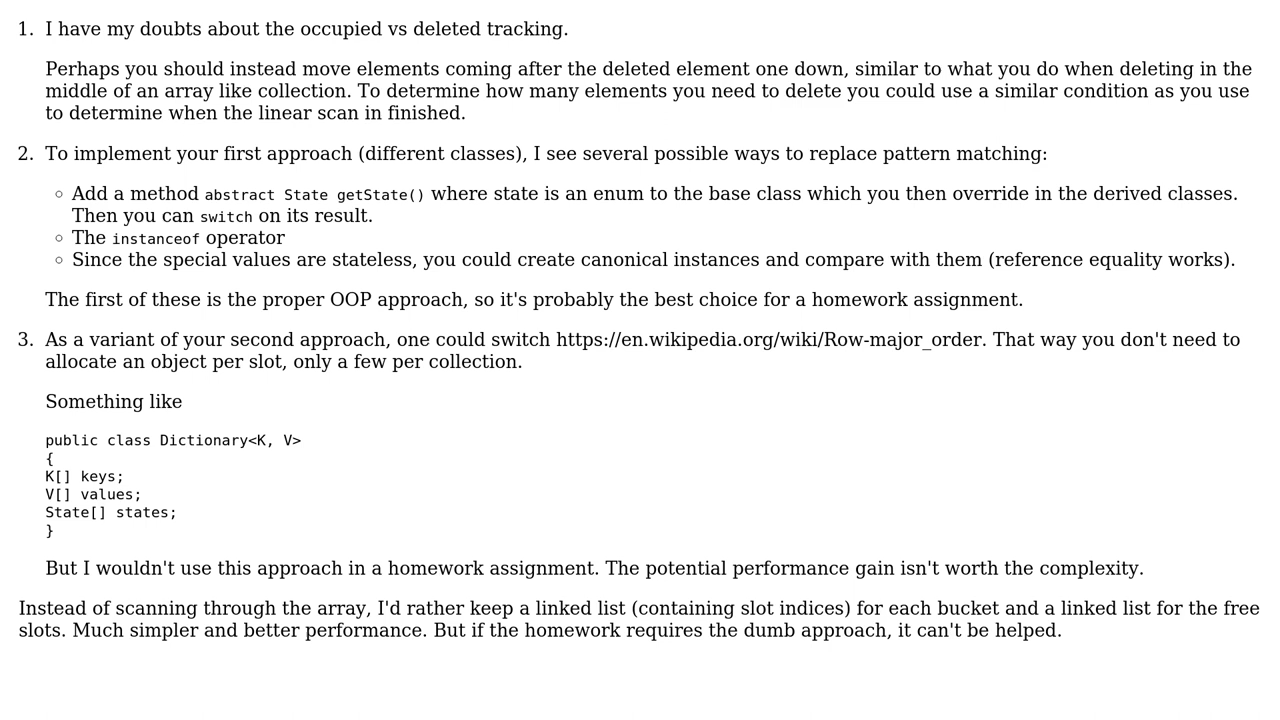 1. I have my doubts about the occupied vs deleted tracking.
Perhaps you should instead move elements coming after the deleted element one down, similar to what you do when deleting in the
middle of an array like collection. To determine how many elements you need to delete you could use a similar condition as you use
to determine when the linear scan in finished.
2. To implement your first approach (different classes), I see several possible ways to replace pattern matching:
◦ Add a method abstract State getState() where state is an enum to the base class which you then override in the derived classes.
Then you can switch on its result.
◦ The instanceof operator
◦ Since the special values are stateless, you could create canonical instances and compare with them (reference equality works).
The first of these is the proper OOP approach, so it's probably the best choice for a homework assignment.
3. As a variant of your second approach, one could switch https://en.wikipedia.org/wiki/Row-major_order. That way you don't need to
allocate an object per slot, only a few per collection.
Something like
public class Dictionary<K, V>
{
K[] keys;
V[] values;
State[] states;
}
But I wouldn't use this approach in a homework assignment. The potential performance gain isn't worth the complexity.
Instead of scanning through the array, I'd rather keep a linked list (containing slot indices) for each bucket and a linked list for the free
slots. Much simpler and better performance. But if the homework requires the dumb approach, it can't be helped.